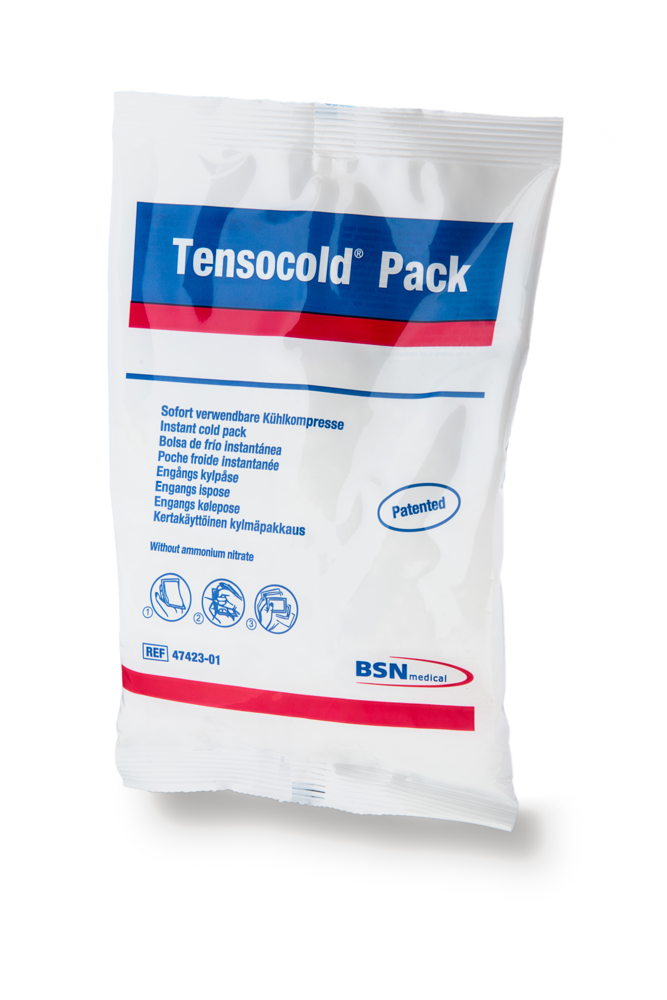 Tensocold® Pack
Sofort verwendbare Kühlkompresse
Instant cold pack
Bolsa de frío instantánea
Poche froide instantanée
Engångs kylpåse
Engangs ispose
Engangs kølepose
Kertakäyttöinen kylmäpakkaus
Patented
Without ammonium nitrate
1 2 3
REF 47423-01
BSN medical